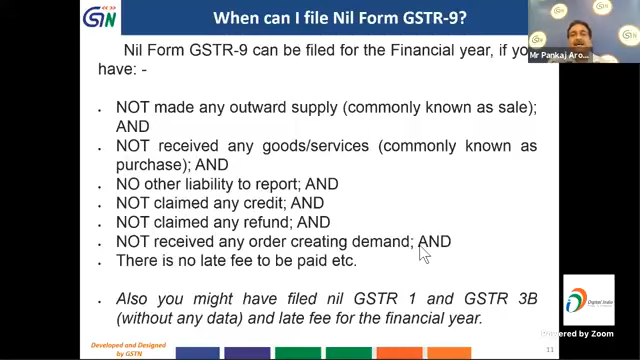 GSTN
When can I file Nil Form GSTR-9?
Nil Form GSTR-9 can be filed for the Financial year, if you
have: -
NOT made any outward supply (commonly known as sale);
AND
NOT received any goods/services (commonly known as
purchase); AND
NO other liability to report; AND
NOT claimed any credit; AND
NOT claimed any refund; AND
NOT received any order creating demand; AND
There is no late fee to be paid etc.
Also you might have filed nil GSTR 1 and GSTR 3B
(without any data) and late fee for the financial year.
Developed and Designed
by GSTN
11
Mr Pankaj Aro...
Digital India
Powered by Zoom